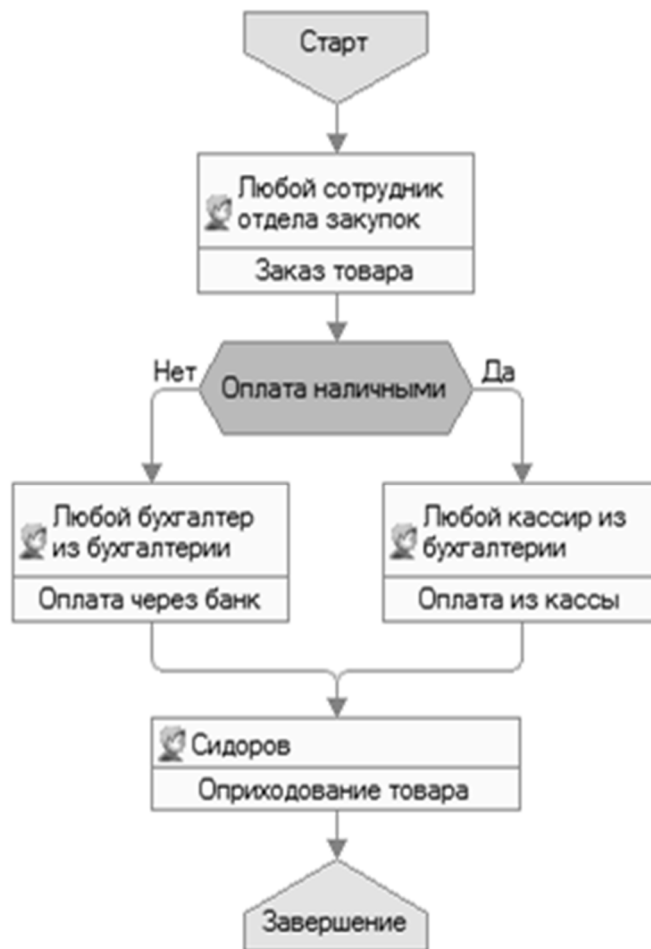 Старт
Любой сотрудник
отдела закупок
Заказ товара
Нет
Оплата наличными
Да
Любой бухгалтер
из бухгалтерии
Оплата через банк
Любой кассир из
бухгалтерии
Оплата из кассы
Сидоров
Оприходование товара
Завершение